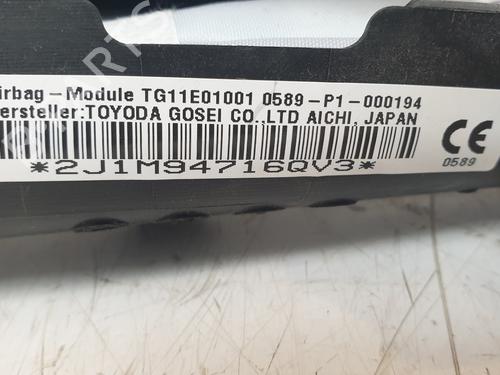 irbag-Module TG11E01001 0589-P1-000194
ersteller:TOYODA GOSEI CO.,LTD AICHI, JAPAN
*2J1M94716QV3*
CE
0589